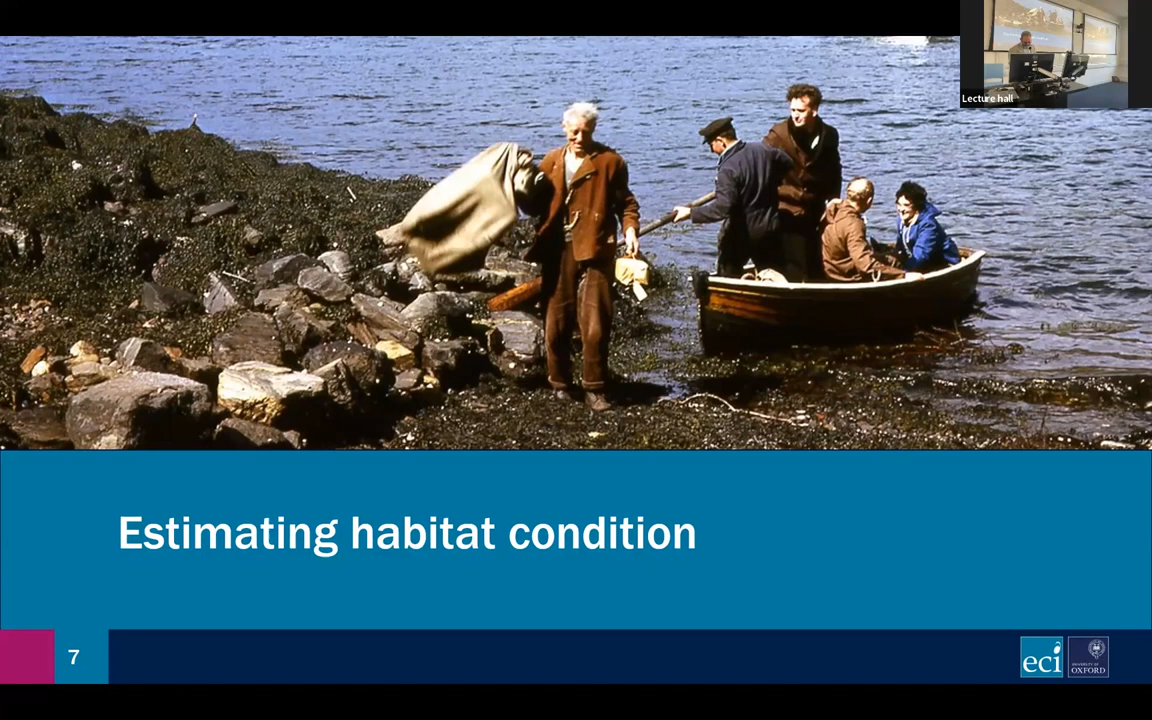 Lecture hall
Estimating habitat condition
7
eci
UNIVERSITY OF
OXFORD